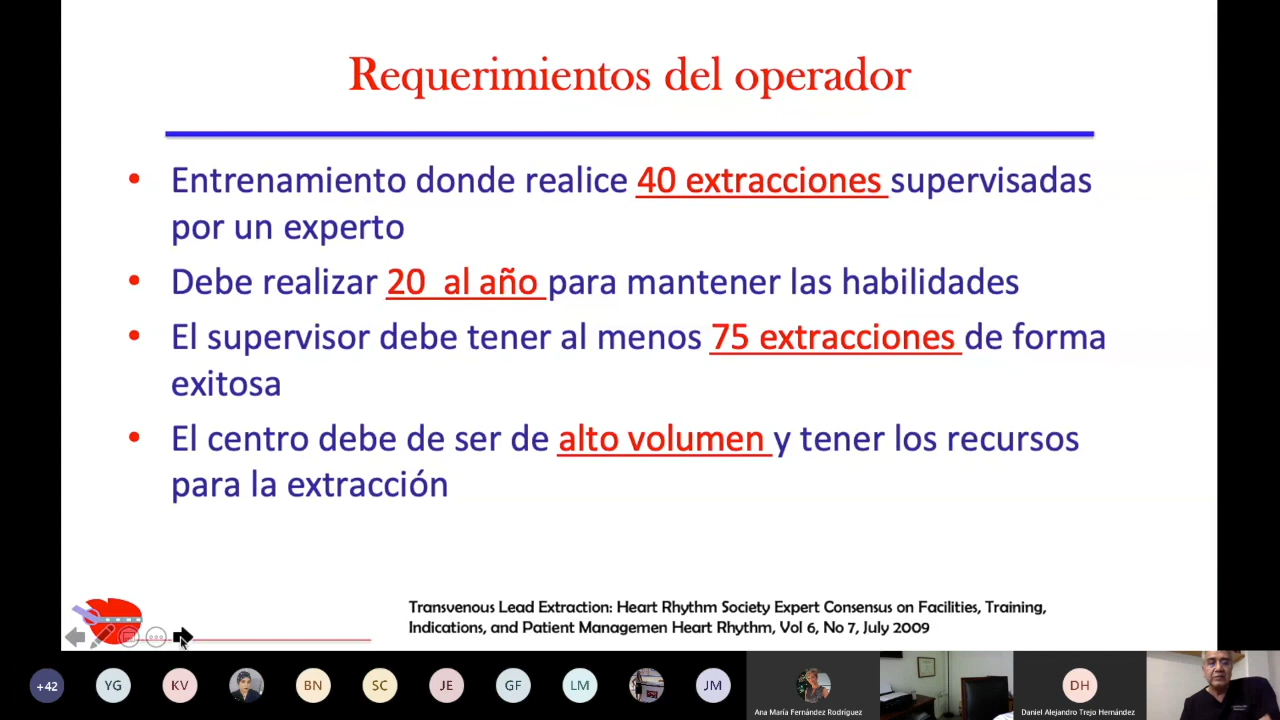 Requerimientos del operador
• Entrenamiento donde realice 40 extracciones supervisadas
por un experto
• Debe realizar 20 al año para mantener las habilidades
• El supervisor debe tener al menos 75 extracciones de forma
exitosa
• El centro debe de ser de alto volumen y tener los recursos
para la extracción
Transvenous Lead Extraction: Heart Rhythm Society Expert Consensus on Facilities, Training,
Indications, and Patient Managemen Heart Rhythm, Vol 6, No 7, July 2009
+42 YG KV BN SC JE GF LM JM DH
Ana María Fernández Rodríguez Daniel Alejandro Trejo Hernández